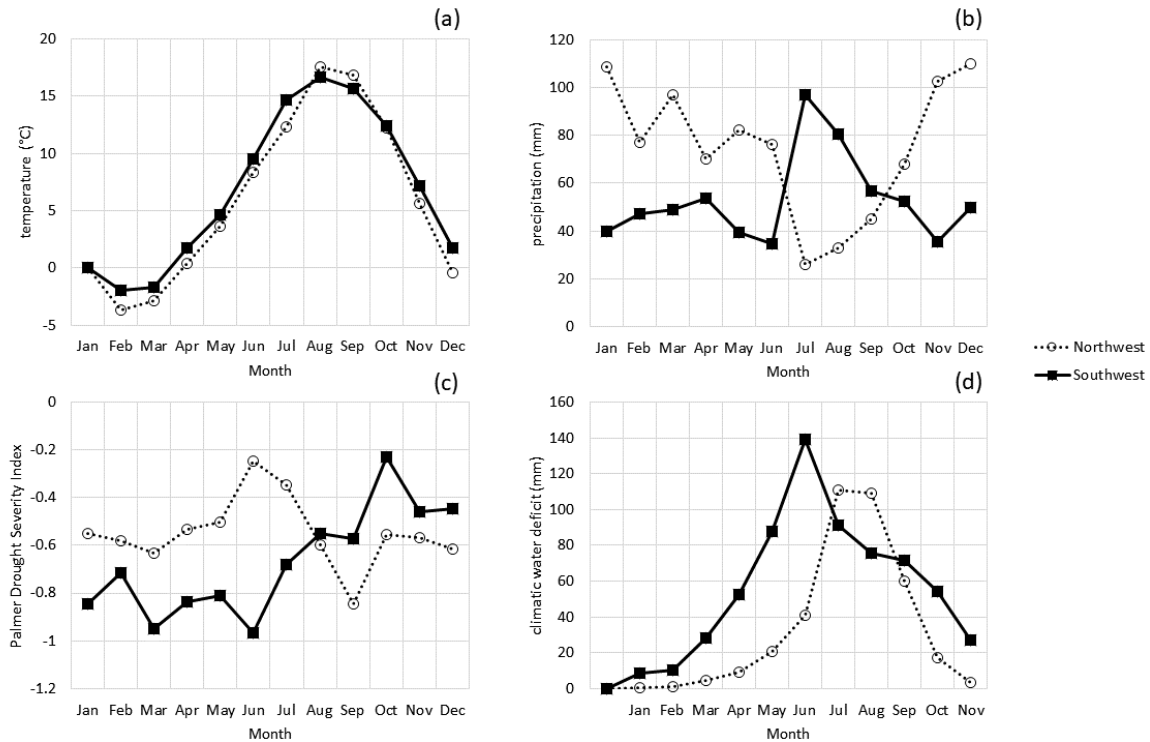 (a)
20
15
10
5
0
-5
temperature (°C)
Jan Feb Mar Apr May Jun Jul Aug Sep Oct Nov Dec
Month
(b)
120
100
80
60
40
20
0
precipitation (mm)
Jan Feb Mar Apr May Jun Jul Aug Sep Oct Nov Dec
Month
Northwest
Southwest
(c)
0
-0.2
-0.4
-0.6
-0.8
-1
-1.2
Palmer Drought Severity Index
Jan Feb Mar Apr May Jun Jul Aug Sep Oct Nov Dec
Month
(d)
160
140
120
100
80
60
40
20
0
climatic water deficit (mm)
Jan Feb Mar Apr May Jun Jul Aug Sep Oct Nov
Month